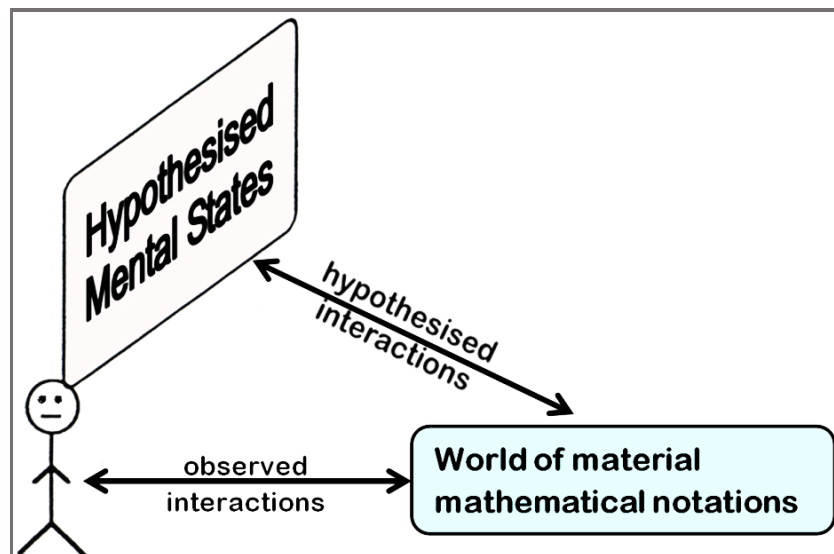 Hypothesised
Mental States
hypothesised
interactions
observed
interactions
World of material
mathematical notations